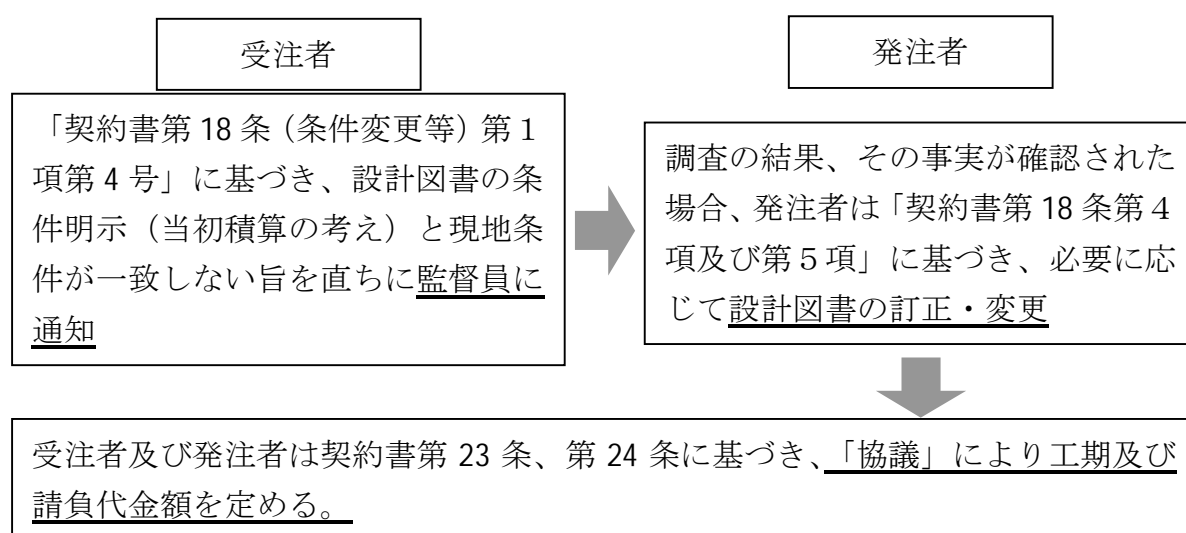 受注者
「契約書第 18 条（条件変更等）第１
項第 4 号」に基づき、設計図書の条
件明示（当初積算の考え）と現地条
件が一致しない旨を直ちに監督員に
通知
発注者
調査の結果、その事実が確認された
場合、発注者は「契約書第 18 条第４
項及び第５項」に基づき、必要に応
じて設計図書の訂正・変更
受注者及び発注者は契約書第 23 条、第 24 条に基づき、「協議」により工期及び
請負代金額を定める。